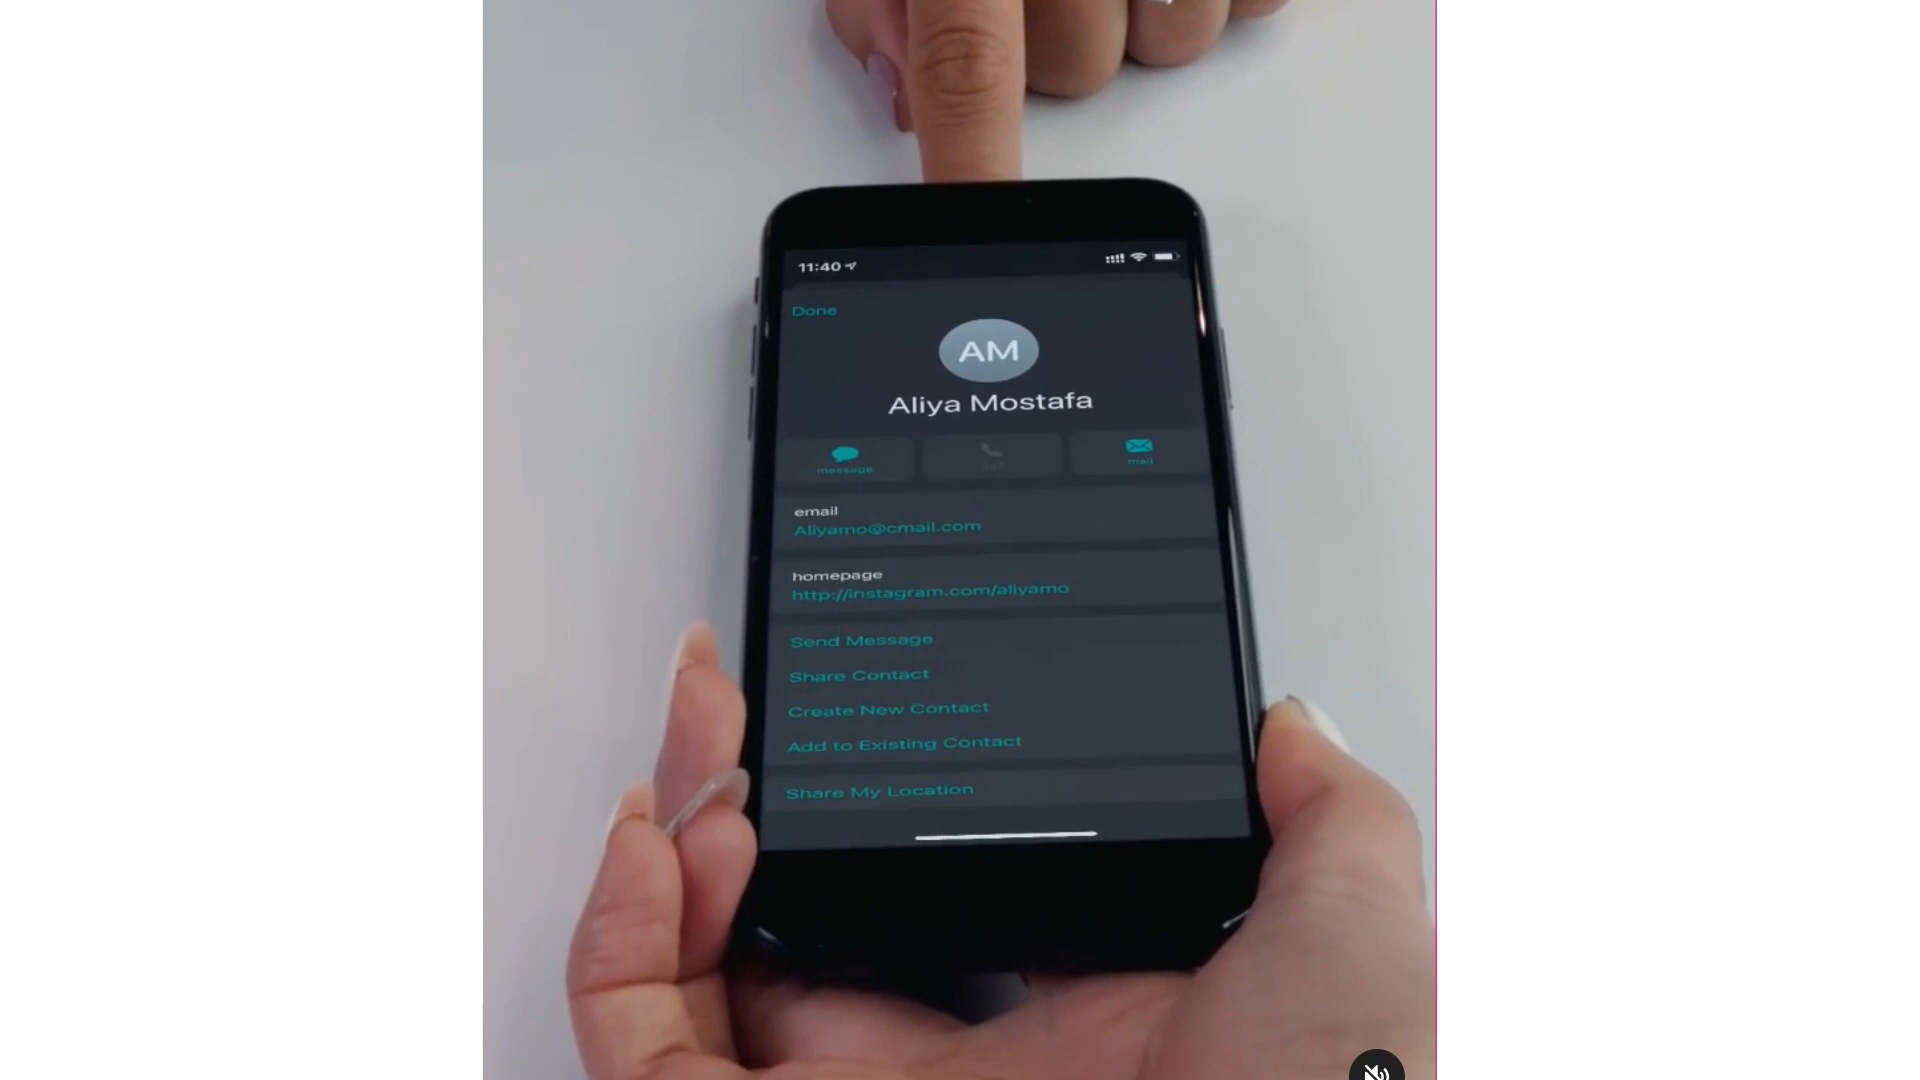 11:40
Done
AM
Aliya Mostafa
message
call
mail
email
Aliyamo@cmail.com
homepage
http://instagram.com/aliyamo
Send Message
Share Contact
Create New Contact
Add to Existing Contact
Share My Location